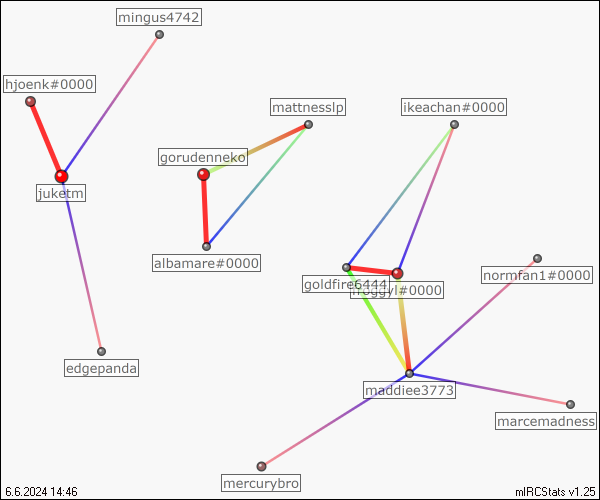 mingus4742
hjoenk#0000
mattnesslp
ikeachan#0000
gorudenneko
juketm
albamare#0000
normfan1#0000
goldfire6444
#0000
edgepanda
maddiee3773
marcemadness
mercurybro
6.6.2024 14:46
mIRCStats v1.25